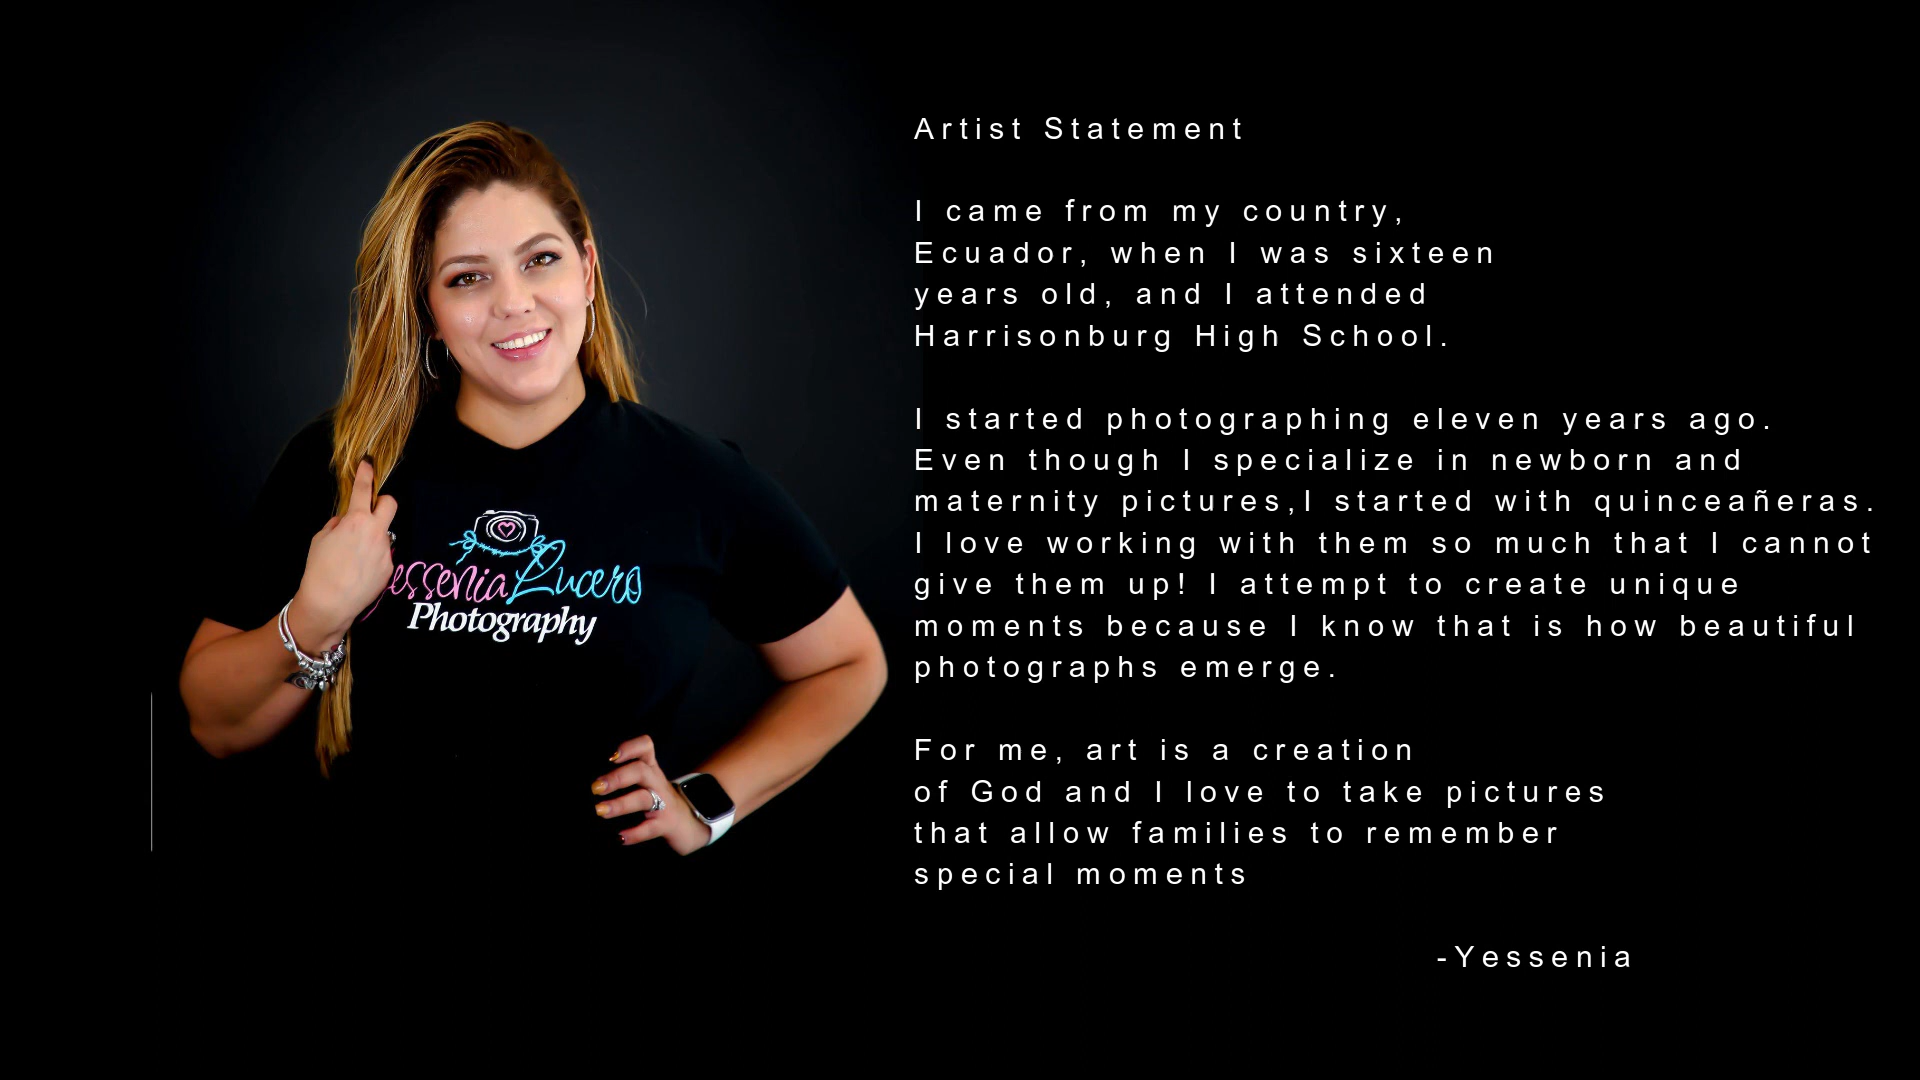 Artist Statement
I came from my country,
Ecuador, when I was sixteen
years old, and I attended
Harrisonburg High School.
I started photographing eleven years ago.
Even though I specialize in newborn and
maternity pictures,I started with quinceañeras.
I love working with them so much that I cannot
give them up! I attempt to create unique
moments because I know that is how beautiful
photographs emerge.
For me, art is a creation
of God and I love to take pictures
that allow families to remember
special moments
-Yessenia
essenia Lucero
Photography